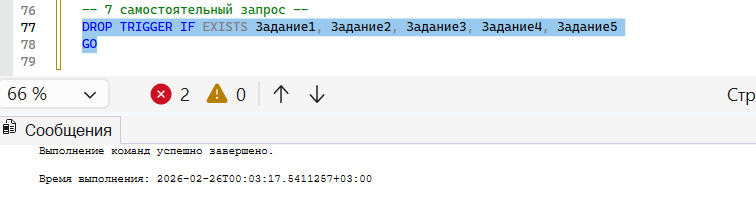 76
-- 7 самостоятельный запрос --
77
DROP TRIGGER IF EXISTS Задание1, Задание2, Задание3, Задание4, Задание5
78
GO
79
66 %
2
0
Стр
Сообщения
Выполнение команд успешно завершено.
Время выполнения: 2026-02-26T00:03:17.5411257+03:00